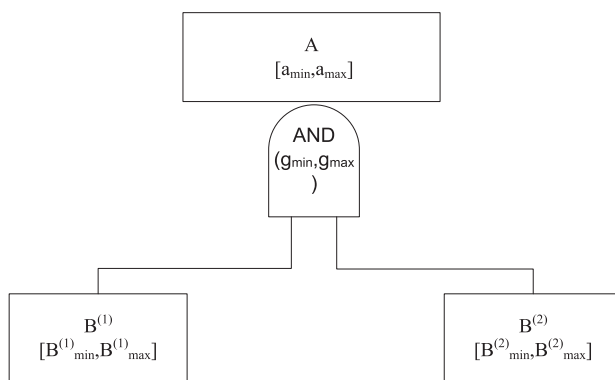 A
[a_min,a_max]
AND
(g_min,g_max
)
B^(1)
[B^(1)_min,B^(1)_max]
B^(2)
[B^(2)_min,B^(2)_max]